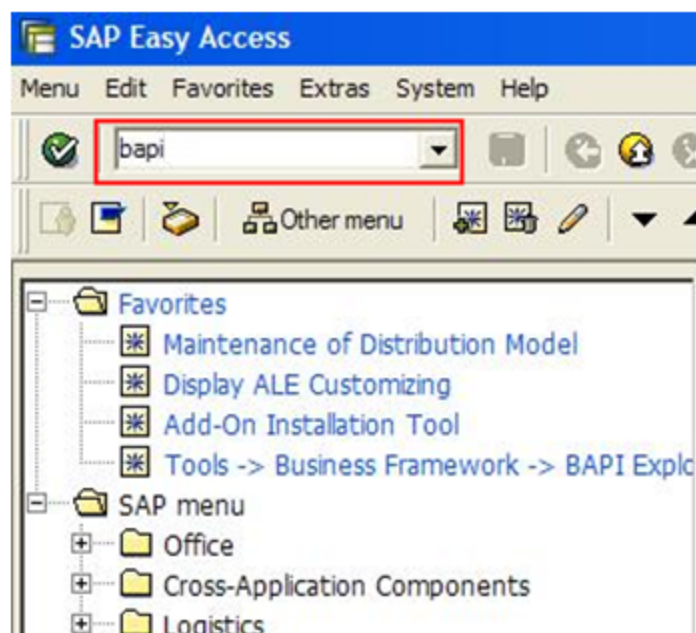 SAP Easy Access
Menu Edit Favorites Extras System Help
bapi
Other menu
Favorites
Maintenance of Distribution Model
Display ALE Customizing
Add-On Installation Tool
Tools -> Business Framework -> BAPI Explo
SAP menu
Office
Cross-Application Components
Logistics